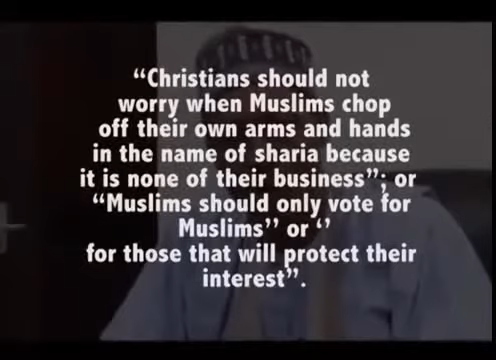 “Christians should not
worry when Muslims chop
off their own arms and hands
in the name of sharia because
it is none of their business”; or
“Muslims should only vote for
Muslims’’ or ‘’
for those that will protect their
interest”.